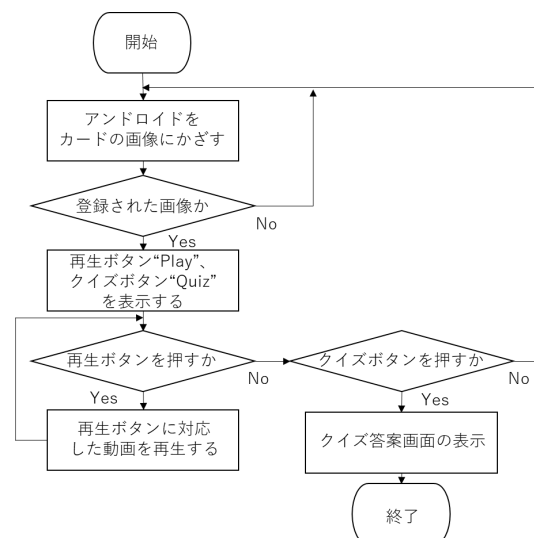 開始
アンドロイドを
カードの画像にかざす
登録された画像か
No
Yes
再生ボタン“Play”、
クイズボタン“Quiz”
を表示する
再生ボタンを押すか
No
クイズボタンを押すか
No
Yes
Yes
再生ボタンに対応
した動画を再生する
クイズ答案画面の表示
終了